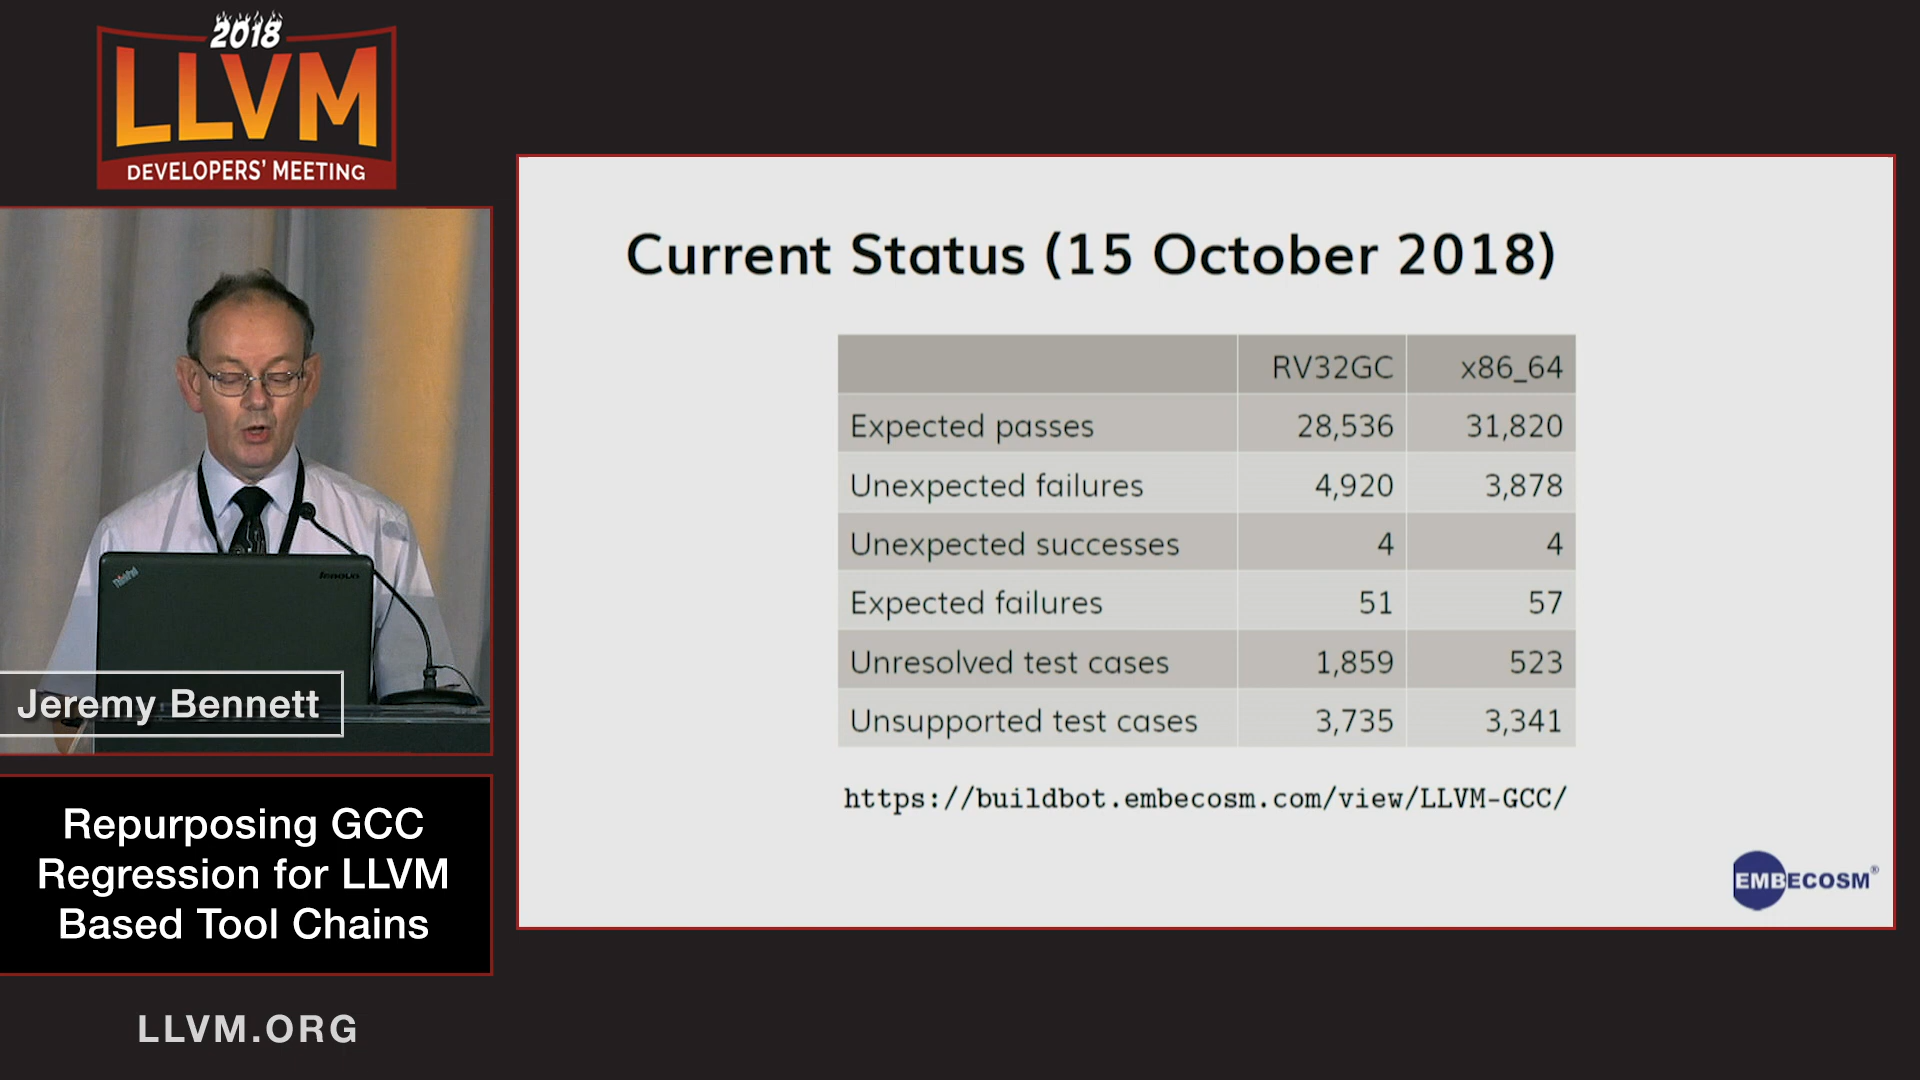 2018
LLVM
DEVELOPERS' MEETING
ThinkPad
lenovo
Jeremy Bennett
Repurposing GCC
Regression for LLVM
Based Tool Chains
LLVM.ORG
Current Status (15 October 2018)
RV32GC x86_64
Expected passes 28,536 31,820
Unexpected failures 4,920 3,878
Unexpected successes 4 4
Expected failures 51 57
Unresolved test cases 1,859 523
Unsupported test cases 3,735 3,341
https://buildbot.embecosm.com/view/LLVM-GCC/
EMBECOSM®